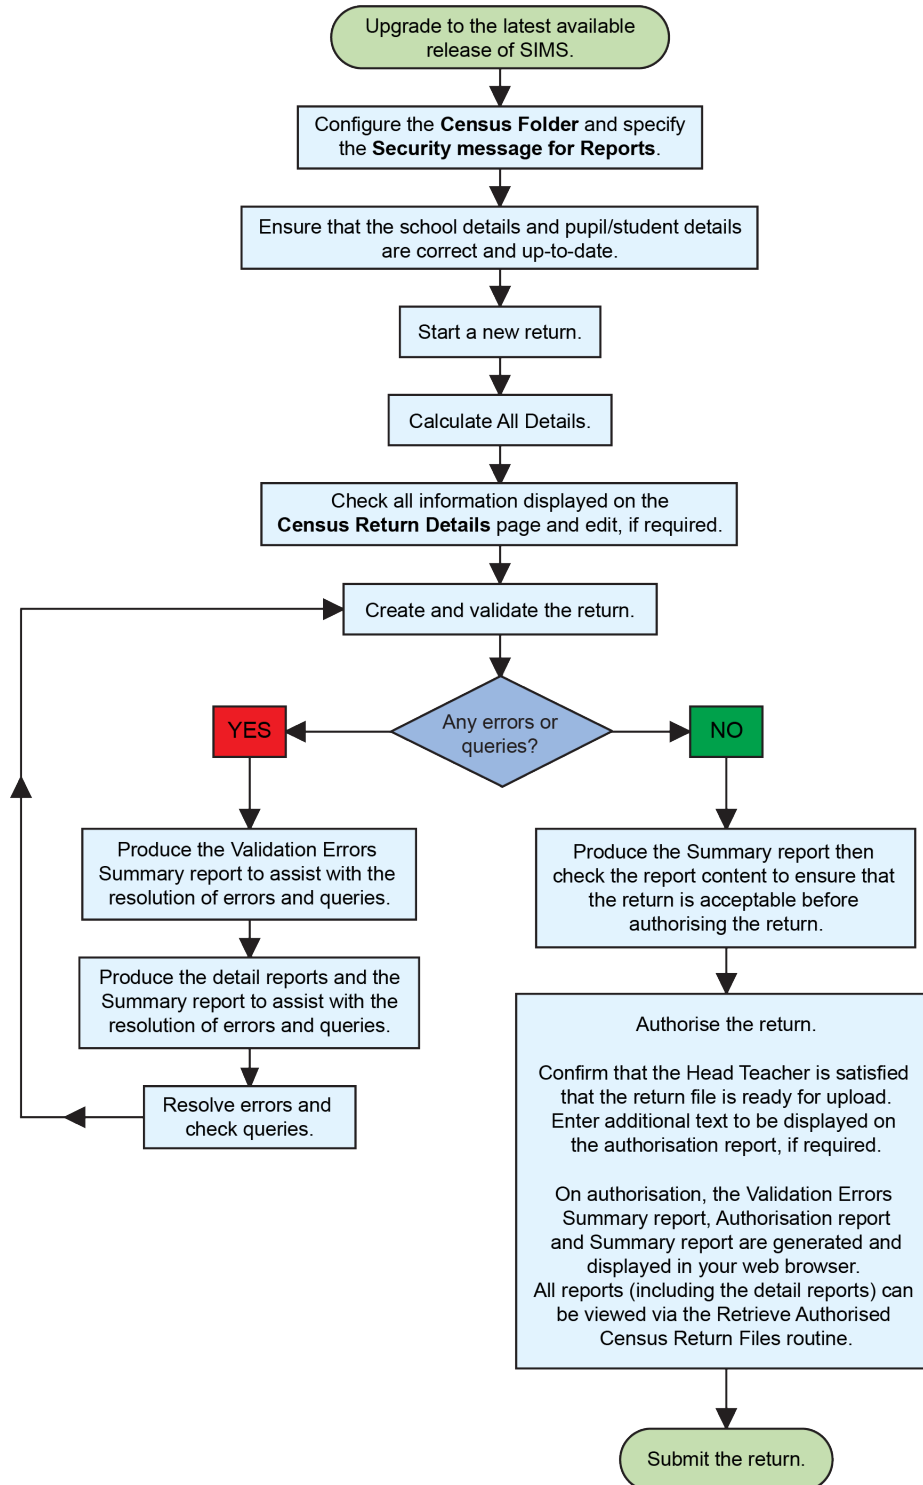 Upgrade to the latest available
release of SIMS.
Configure the Census Folder and specify
the Security message for Reports.
Ensure that the school details and pupil/student details
are correct and up-to-date.
Start a new return.
Calculate All Details.
Check all information displayed on the
Census Return Details page and edit, if required.
Create and validate the return.
Any errors or
queries?
YES
NO
Produce the Validation Errors
Summary report to assist with the
resolution of errors and queries.
Produce the detail reports and the
Summary report to assist with the
resolution of errors and queries.
Resolve errors and
check queries.
Produce the Summary report then
check the report content to ensure that
the return is acceptable before
authorising the return.
Authorise the return.
Confirm that the Head Teacher is satisfied
that the return file is ready for upload.
Enter additional text to be displayed on
the authorisation report, if required.
On authorisation, the Validation Errors
Summary report, Authorisation report
and Summary report are generated and
displayed in your web browser.
All reports (including the detail reports) can
be viewed via the Retrieve Authorised
Census Return Files routine.
Submit the return.